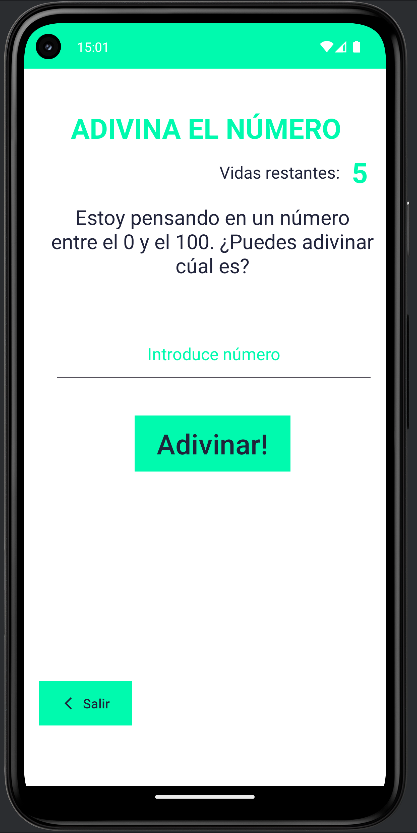 15:01
ADIVINA EL NÚMERO
Vidas restantes: 5
Estoy pensando en un número
entre el 0 y el 100. ¿Puedes adivinar
cúal es?
Introduce número
Adivinar!
Salir